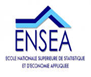 ENSEA
ECOLE NATIONALE SUPERIEURE DE STATISTIQUE
ET D'ECONOMIE APPLIQUEE